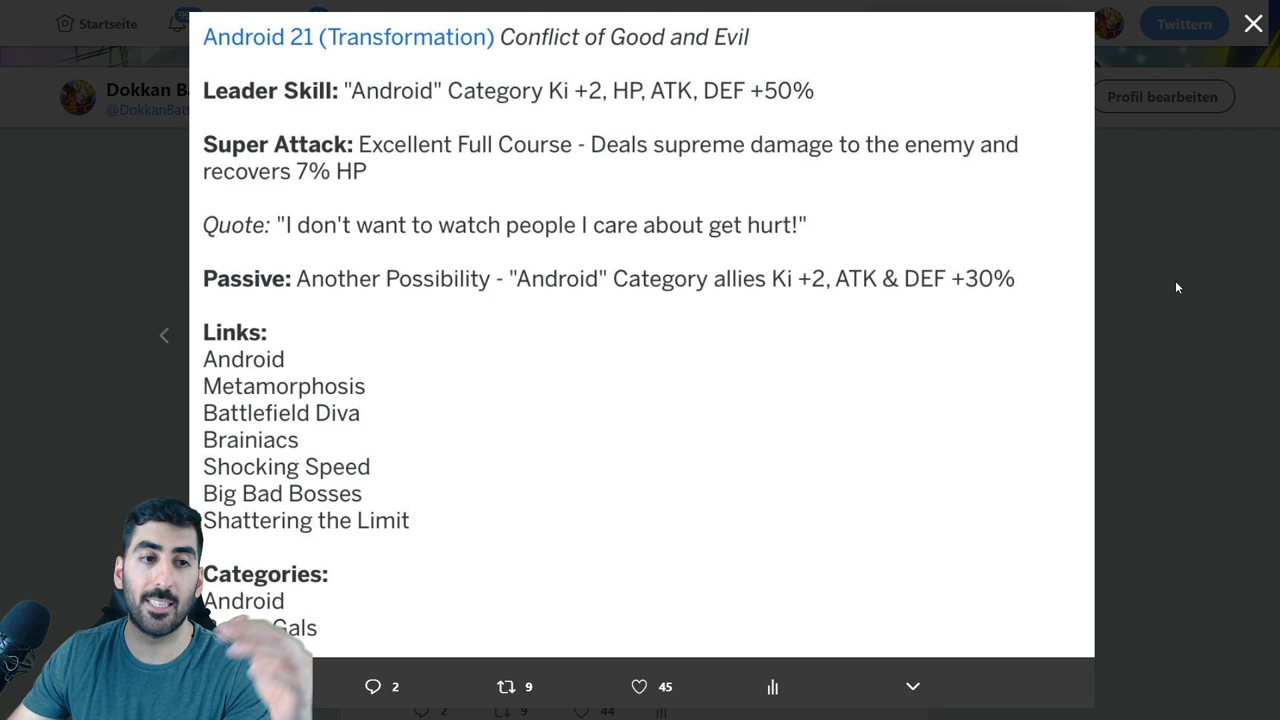 Startseite
Twittern
Dokkan B
@DokkanBatt
Profil bearbeiten
Android 21 (Transformation) Conflict of Good and Evil
Leader Skill: "Android" Category Ki +2, HP, ATK, DEF +50%
Super Attack: Excellent Full Course - Deals supreme damage to the enemy and
recovers 7% HP
Quote: "I don't want to watch people I care about get hurt!"
Passive: Another Possibility - "Android" Category allies Ki +2, ATK & DEF +30%
Links:
Android
Metamorphosis
Battlefield Diva
Brainiacs
Shocking Speed
Big Bad Bosses
Shattering the Limit
Categories:
Android
Gals
2 9 45
2 9 44